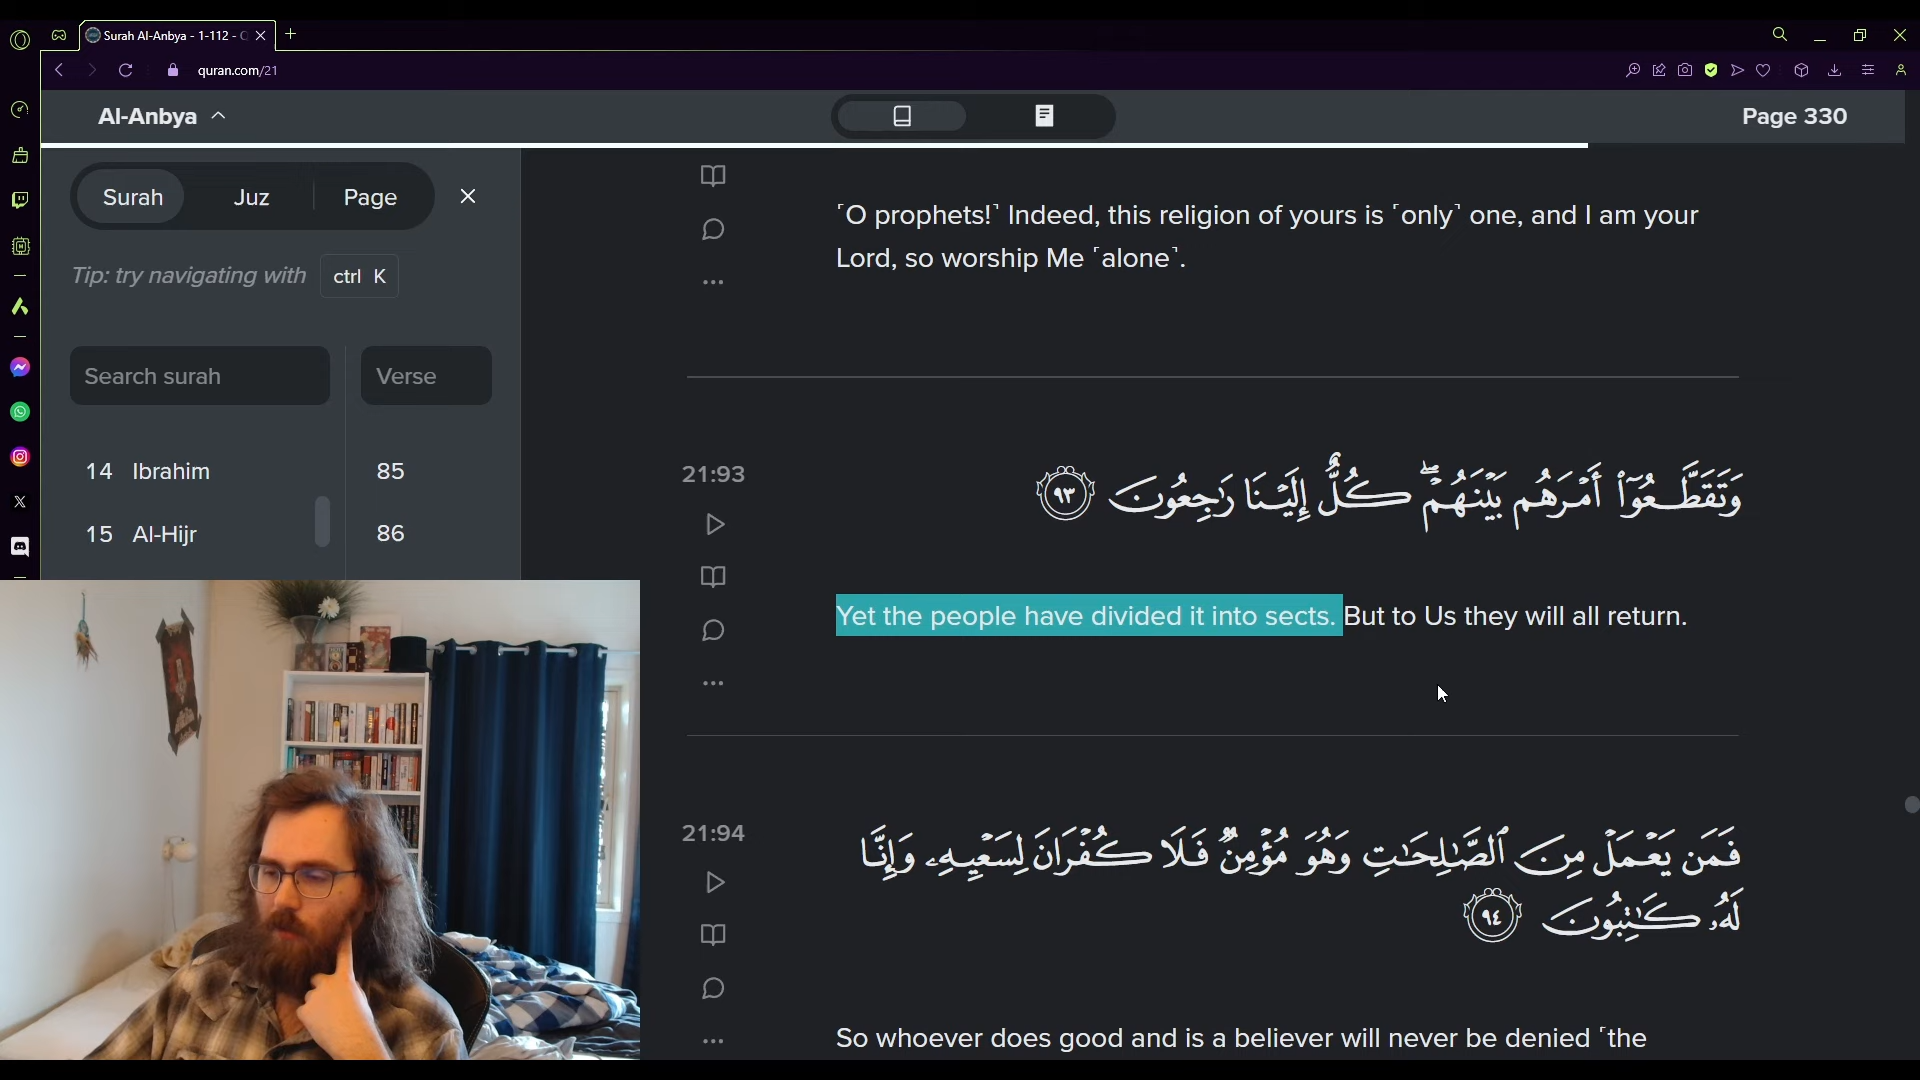 Surah Al-Anbya - 1-112 -
quran.com/21
Al-Anbya
Page 330
Surah Juz Page
Tip: try navigating with ctrl K
Search surah Verse
14 Ibrahim 85
15 Al-Hijr 86
⸢O prophets!⸣ Indeed, this religion of yours is ⸢only⸣ one, and I am your
Lord, so worship Me ⸢alone⸣.
21:93
وَتَقَطَّعُوٓا۟ أَمْرَهُم بَيْنَهُمْ ۖ كُلٌّ إِلَيْنَا رَٰجِعُونَ ٩٣
Yet the people have divided it into sects. But to Us they will all return.
21:94
فَمَن يَعْمَلْ مِنَ ٱلصَّـٰلِحَـٰتِ وَهُوَ مُؤْمِنٌ فَلَا كُفْرَانَ لِسَعْيِهِۦ وَإِنَّا
لَهُۥ كَـٰتِبُونَ ٩٤
So whoever does good and is a believer will never be denied ⸢the